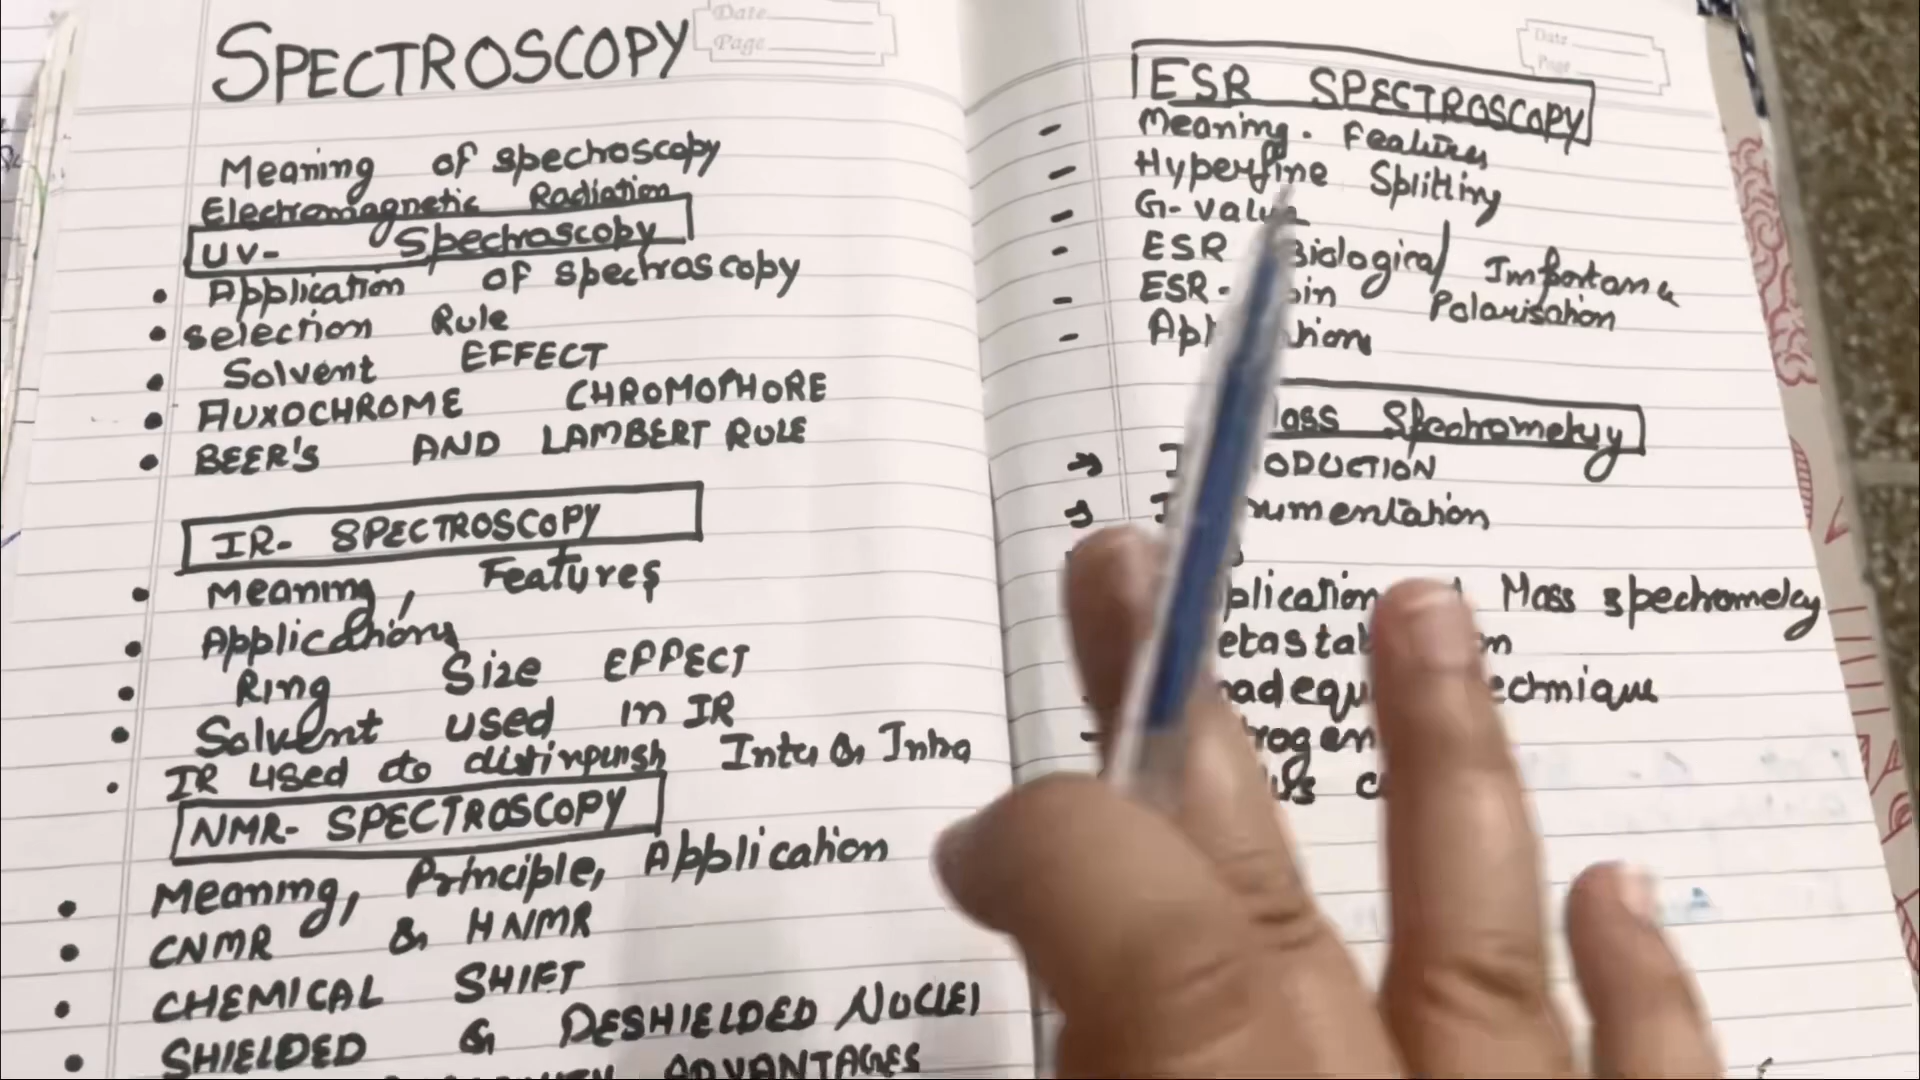 SPECTROSCOPY
Date
Page
Meaning of spectroscopy
Electromagnetic Radiation
UV- Spectroscopy
• Application of spectroscopy
• Selection Rule
• Solvent EFFECT
• AUXOCHROME CHROMOPHORE
• BEER'S AND LAMBERT RULE
IR- SPECTROSCOPY
• Meaning, Features
• Applications
• Ring Size EFFECT
• Solvent used in IR
• IR used to distingush Inter & Intra
NMR- SPECTROSCOPY
• Meaning, Principle, Application
• CNMR & HNMR
• CHEMICAL SHIFT
• SHIELDED & DESHIELDED NUCLEI
ADVANTAGES
Date
Page
ESR SPECTROSCOPY
- Meaning. Features
- Hyperfine Splitting
- G-value
- ESR Biological Importance
- ESR- Polarisation
-
Mass Spectrometry
→
→
Mass spectrometry